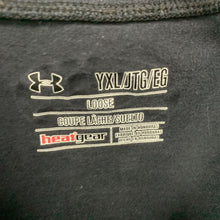 YXL/JTG/EG
LOOSE
COUPE LÂCHE/SUELTO
heatgear